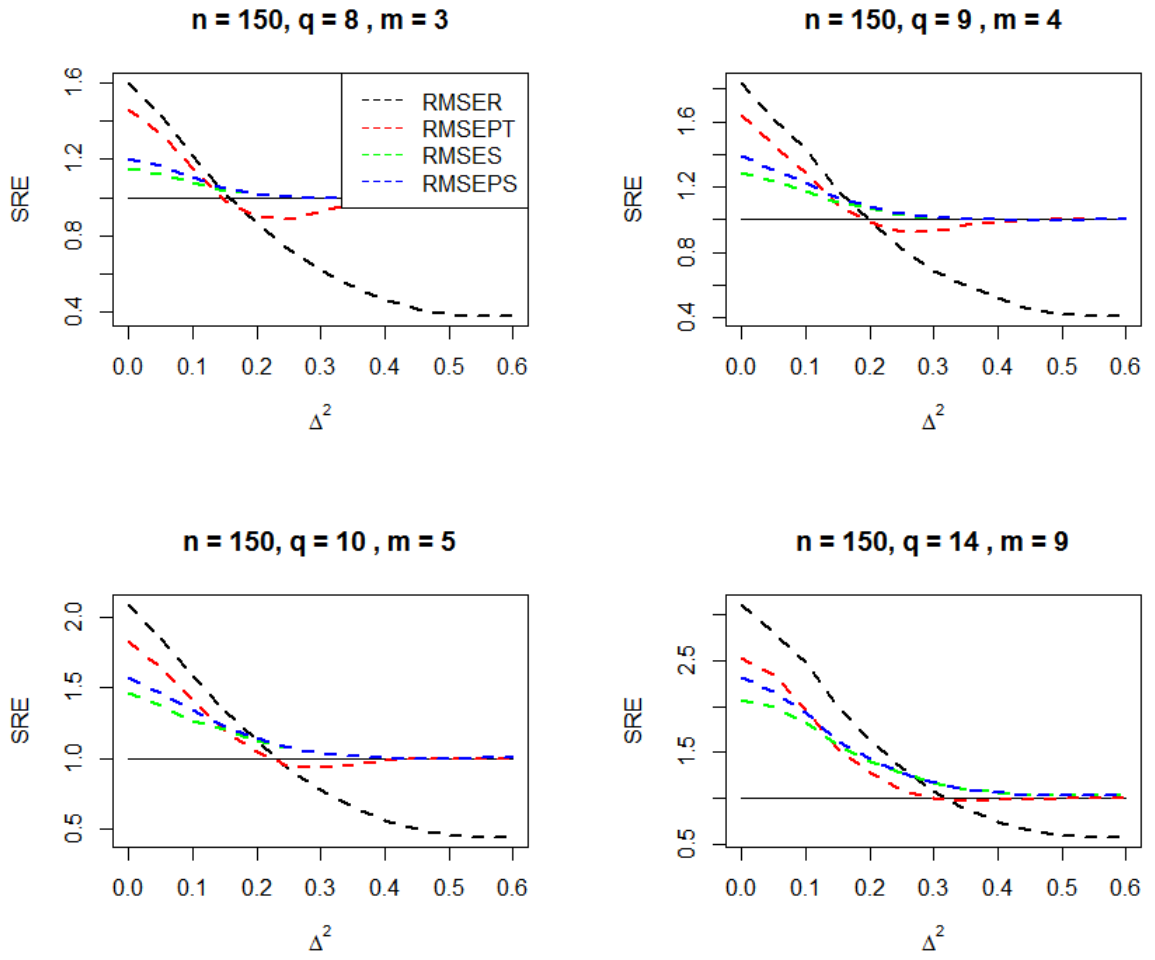 n = 150, q = 8 , m = 3
SRE
0.4 0.8 1.2 1.6
RMSER
RMSEPT
RMSES
RMSEPS
0.0 0.1 0.2 0.3 0.4 0.5 0.6
Δ²
n = 150, q = 9 , m = 4
SRE
0.4 0.8 1.2 1.6
0.0 0.1 0.2 0.3 0.4 0.5 0.6
Δ²
n = 150, q = 10 , m = 5
SRE
0.5 1.0 1.5 2.0
0.0 0.1 0.2 0.3 0.4 0.5 0.6
Δ²
n = 150, q = 14 , m = 9
SRE
0.5 1.5 2.5
0.0 0.1 0.2 0.3 0.4 0.5 0.6
Δ²